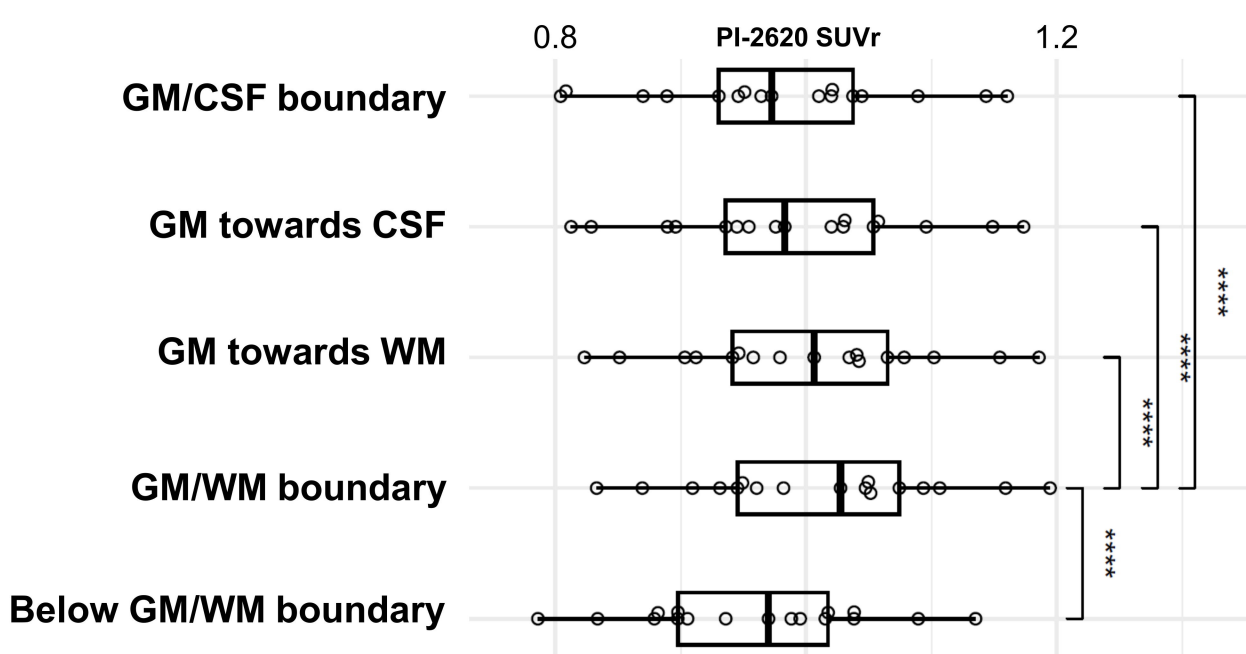 0.8 PI-2620 SUVr 1.2
GM/CSF boundary
GM towards CSF
****
GM towards WM
****
****
GM/WM boundary
****
Below GM/WM boundary